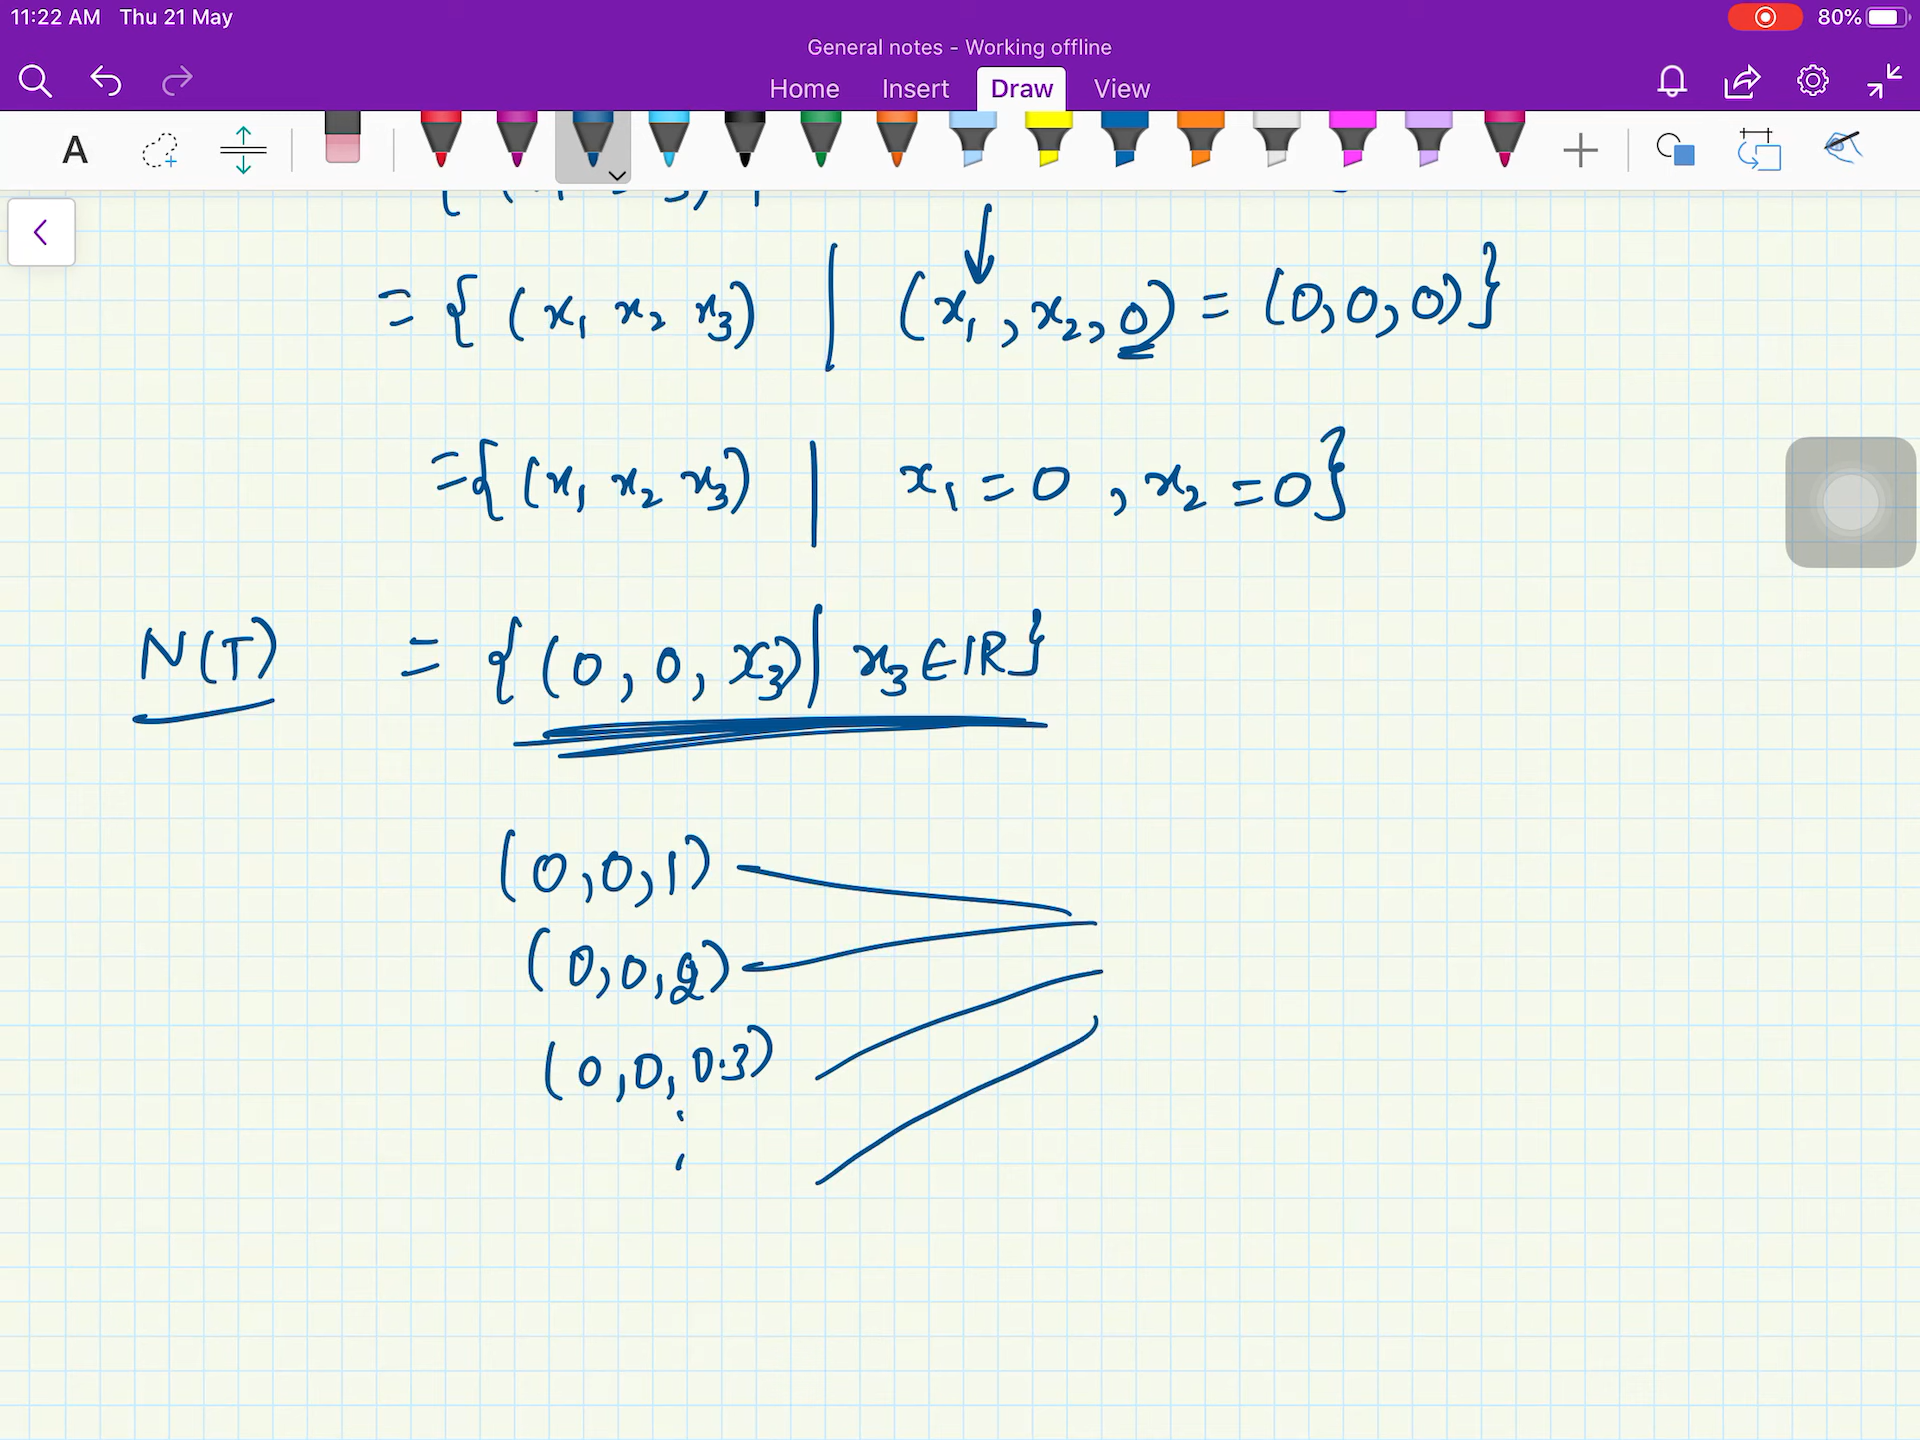 11:22 AM Thu 21 May 80%
General notes - Working offline
Home Insert Draw View
A
= { (x₁ x₂ x₃) | (x₁, x₂, 0) = (0,0,0)}
= { (x₁ x₂ x₃) | x₁ = 0, x₂ = 0}
N(T) = { (0, 0, x₃) | x₃ ∈ ℝ}
(0,0,1)
(0,0,2)
(0,0,0.3)
: